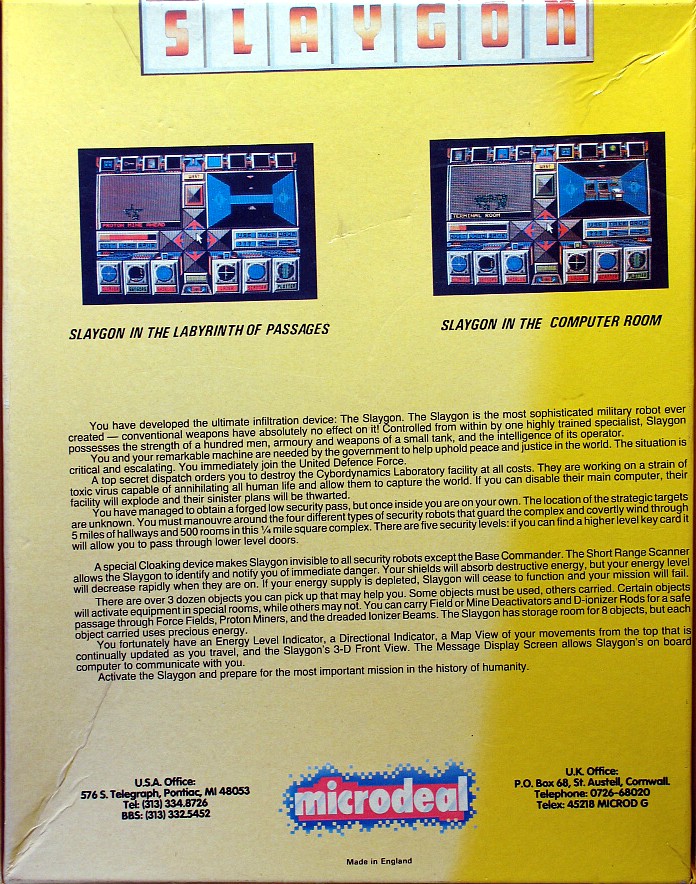 SLAYGON
PROTON MINE AHEAD
TERMINAL ROOM
SLAYGON IN THE LABYRINTH OF PASSAGES
SLAYGON IN THE COMPUTER ROOM
You have developed the ultimate infiltration device: The Slaygon. The Slaygon is the most sophisticated military robot ever
created — conventional weapons have absolutely no effect on it! Controlled from within by one highly trained specialist, Slaygon
possesses the strength of a hundred men, armoury and weapons of a small tank, and the intelligence of its operator.
You and your remarkable machine are needed by the government to help uphold peace and justice in the world. The situation is
critical and escalating. You immediately join the United Defence Force.
A top secret dispatch orders you to destroy the Cyberdynamics Laboratory facility at all costs. They are working on a strain of
toxic virus capable of annihilating all human life and allow them to capture the world. If you can disable their main computer, their
facility will explode and their sinister plans will be thwarted.
You have managed to obtain a forged low security pass, but once inside you are on your own. The location of the strategic targets
are unknown. You must manouvre around the four different types of security robots that guard the complex and covertly wind through
5 miles of hallways and 500 rooms in this ¼ mile square complex. There are five security levels: if you can find a higher level key card it
will allow you to pass through lower level doors.
A special Cloaking device makes Slaygon invisible to all security robots except the Base Commander. The Short Range Scanner
allows the Slaygon to identify and notify you of immediate danger. Your shields will absorb destructive energy, but your energy level
will decrease rapidly when they are on. If your energy supply is depleted, Slaygon will cease to function and your mission will fail.
There are over 3 dozen objects you can pick up that may help you. Some objects must be used, others carried. Certain objects
will activate equipment in special rooms, while others may not. You can carry Field or Mine Deactivators and D-ionizer Rods for a safe
passage through Force Fields, Proton Miners, and the dreaded Ionizer Beams. The Slaygon has storage room for 8 objects, but each
object carried uses precious energy.
You fortunately have an Energy Level Indicator, a Directional Indicator, a Map View of your movements from the top that is
continually updated as you travel, and the Slaygon's 3-D Front View. The Message Display Screen allows Slaygon's on board
computer to communicate with you.
Activate the Slaygon and prepare for the most important mission in the history of humanity.
U.S.A. Office:
576 S. Telegraph, Pontiac, MI 48053
Tel: (313) 334.8726
BBS: (313) 332.5452
microdeal
U.K. Office:
P.O. Box 68, St. Austell, Cornwall.
Telephone: 0726-68020
Telex: 45218 MICROD G
Made in England